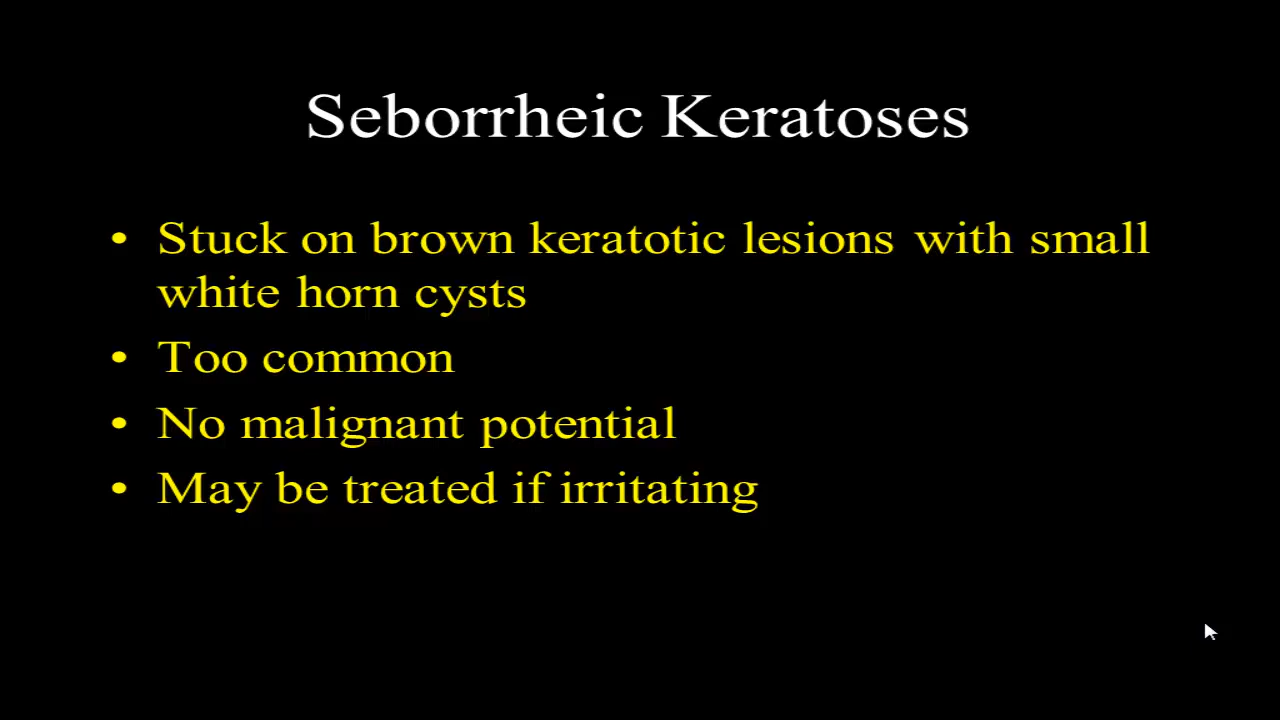 Seborrheic Keratoses
• Stuck on brown keratotic lesions with small
white horn cysts
• Too common
• No malignant potential
• May be treated if irritating